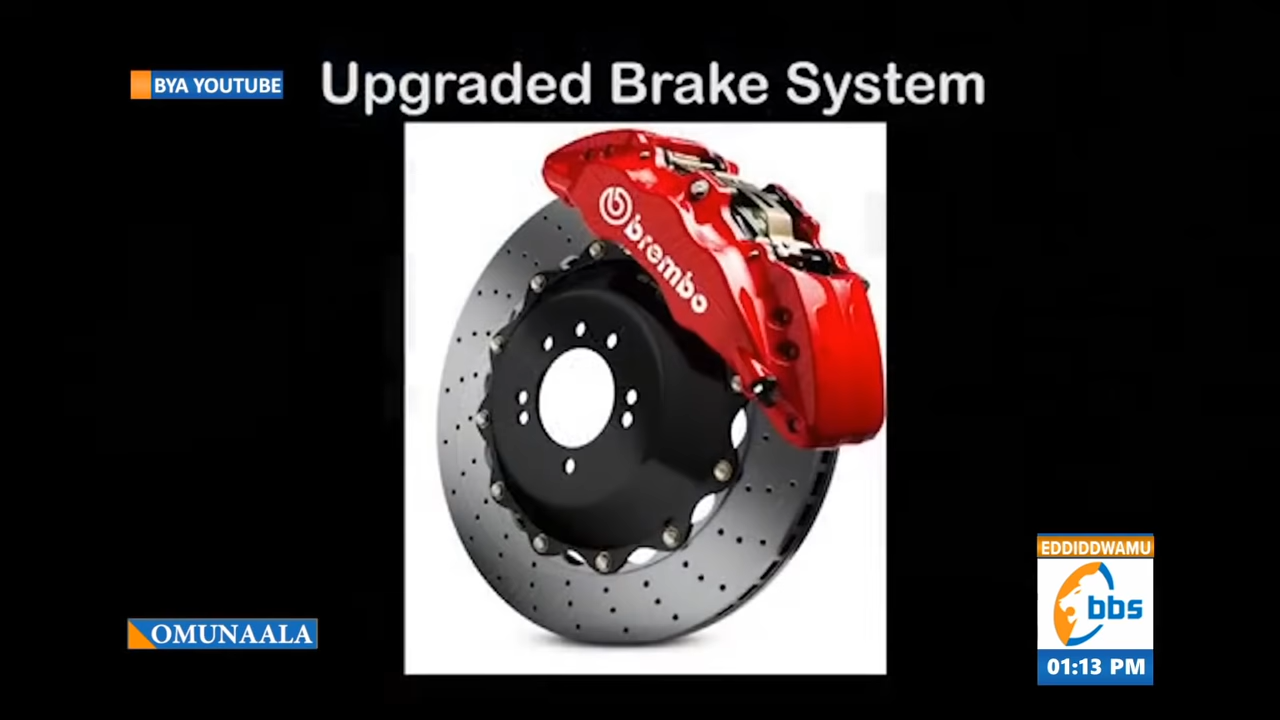 BYA YOUTUBE
Upgraded Brake System
brembo
OMUNAALA
EDDIDDWAMU
bbs
01:13 PM